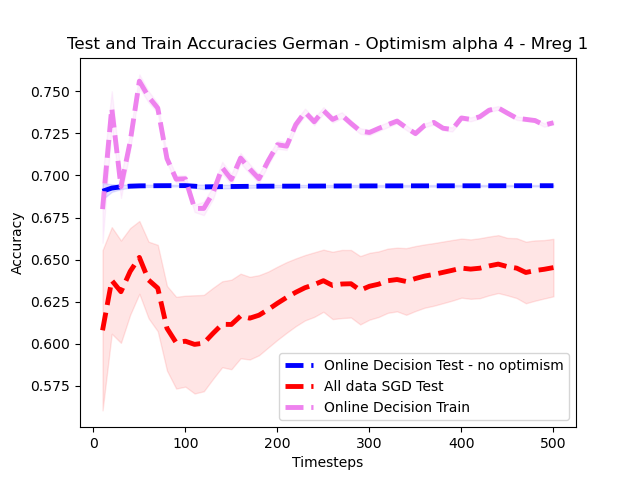 Test and Train Accuracies German - Optimism alpha 4 - Mreg 1
Accuracy
0.750
0.725
0.700
0.675
0.650
0.625
0.600
0.575
Online Decision Test - no optimism
All data SGD Test
Online Decision Train
0 100 200 300 400 500
Timesteps